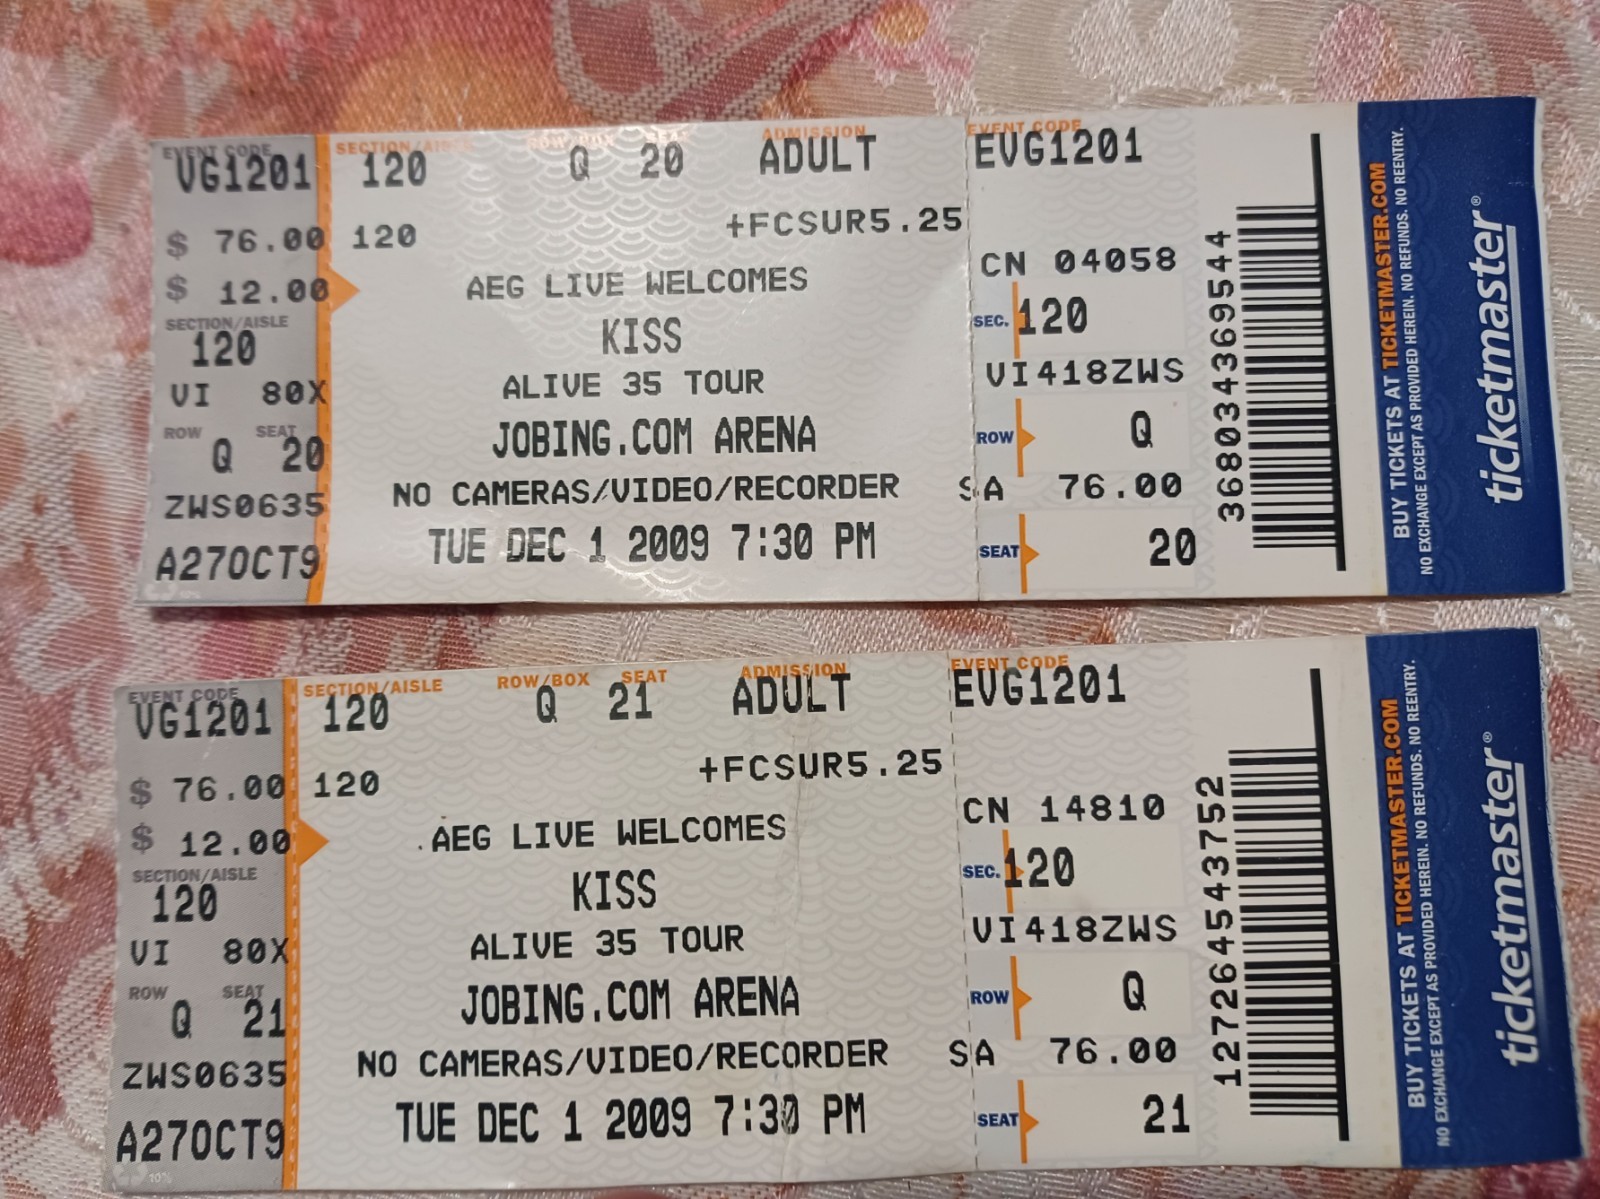 EVENT CODE
VG1201
$ 76.00
$ 12.00
SECTION/AISLE
120
VI 80X
ROW SEAT
Q 20
ZWS0635
A27OCT9
SECTION/AISLE ROW/BOX SEAT ADMISSION
120 Q 20 ADULT
120 +FCSUR5.25
AEG LIVE WELCOMES
KISS
ALIVE 35 TOUR
JOBING.COM ARENA
NO CAMERAS/VIDEO/RECORDER
TUE DEC 1 2009 7:30 PM
EVENT CODE
EVG1201
CN 04058
SEC. 120
VI418ZWS
ROW Q
SA 76.00
SEAT 20
368034369544
BUY TICKETS AT TICKETMASTER.COM
NO EXCHANGE EXCEPT AS PROVIDED HEREIN. NO REFUNDS. NO REENTRY.
ticketmaster®
EVENT CODE
VG1201
$ 76.00
$ 12.00
SECTION/AISLE
120
VI 80X
ROW SEAT
Q 21
ZWS0635
A27OCT9
10%
SECTION/AISLE ROW/BOX SEAT ADMISSION
120 Q 21 ADULT
120 +FCSUR5.25
AEG LIVE WELCOMES
KISS
ALIVE 35 TOUR
JOBING.COM ARENA
NO CAMERAS/VIDEO/RECORDER
TUE DEC 1 2009 7:30 PM
EVENT CODE
EVG1201
CN 14810
SEC. 120
VI418ZWS
ROW Q
SA 76.00
SEAT 21
127264543752
BUY TICKETS AT TICKETMASTER.COM
NO EXCHANGE EXCEPT AS PROVIDED HEREIN. NO REFUNDS. NO REENTRY.
ticketmaster®